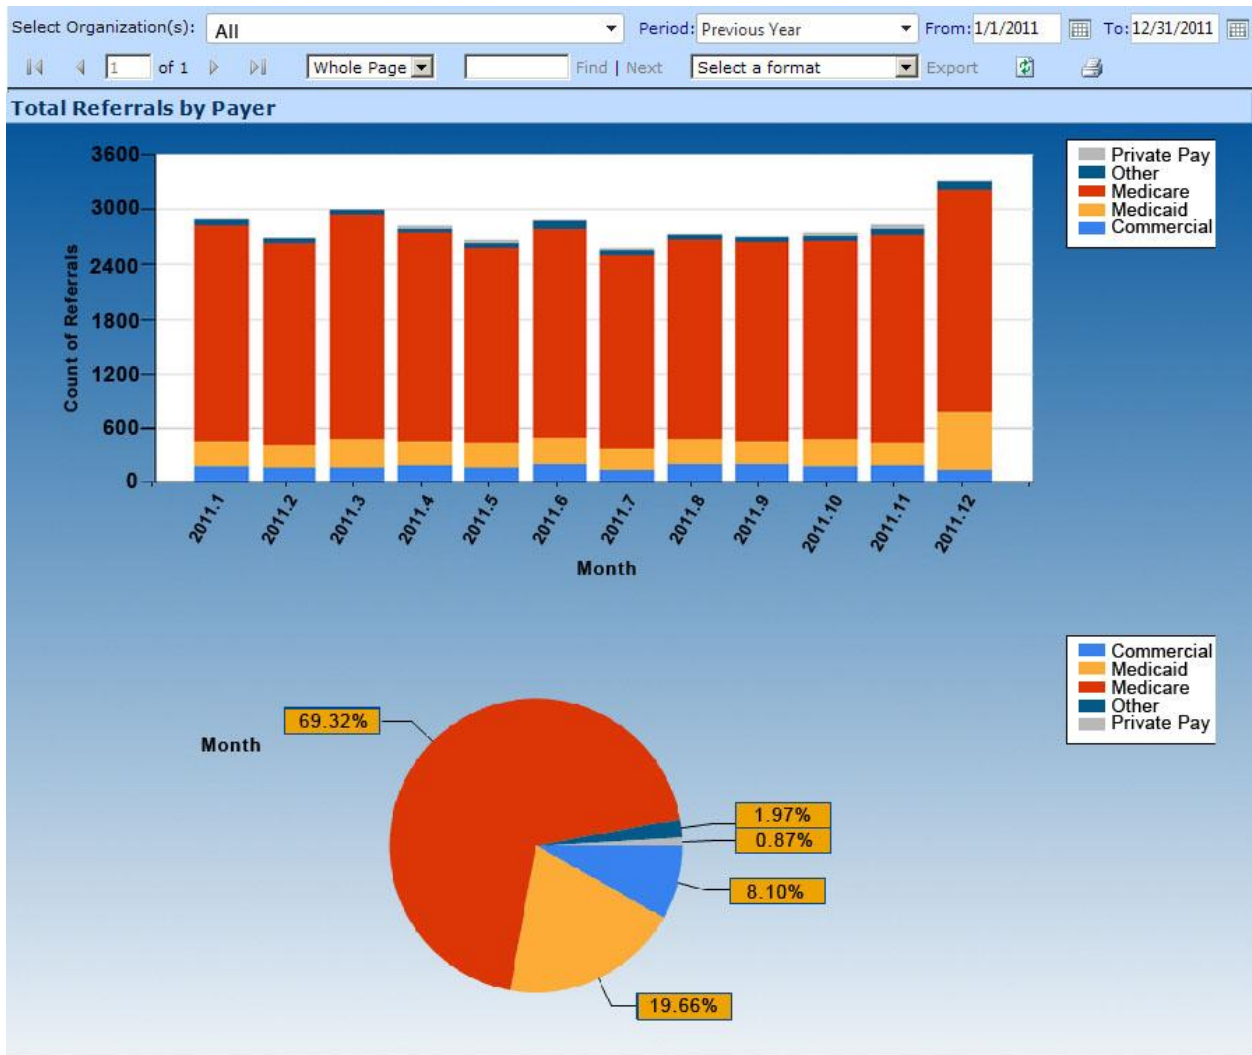 Select Organization(s): All Period: Previous Year From: 1/1/2011 To: 12/31/2011
1 of 1 Whole Page Find | Next Select a format Export
Total Referrals by Payer
3600
3000
2400
1800
1200
600
0
Count of Referrals
2011.1 2011.2 2011.3 2011.4 2011.5 2011.6 2011.7 2011.8 2011.9 2011.10 2011.11 2011.12
Month
Private Pay
Other
Medicare
Medicaid
Commercial
Commercial
Medicaid
Medicare
Other
Private Pay
Month
69.32%
1.97%
0.87%
8.10%
19.66%